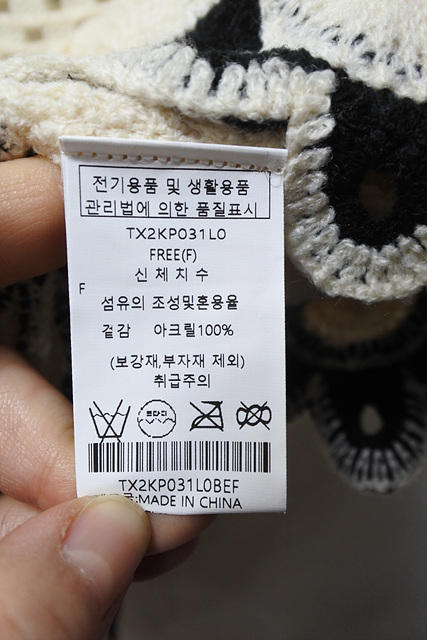 전기용품 및 생활용품
관리법에 의한 품질표시
TX2KP031L0
FREE(F)
신체치수
F
섬유의 조성및혼용율
겉감 아크릴100%
(보강재,부자재 제외)
취급주의
드라이
TX2KP031L0BEF
:MADE IN CHINA